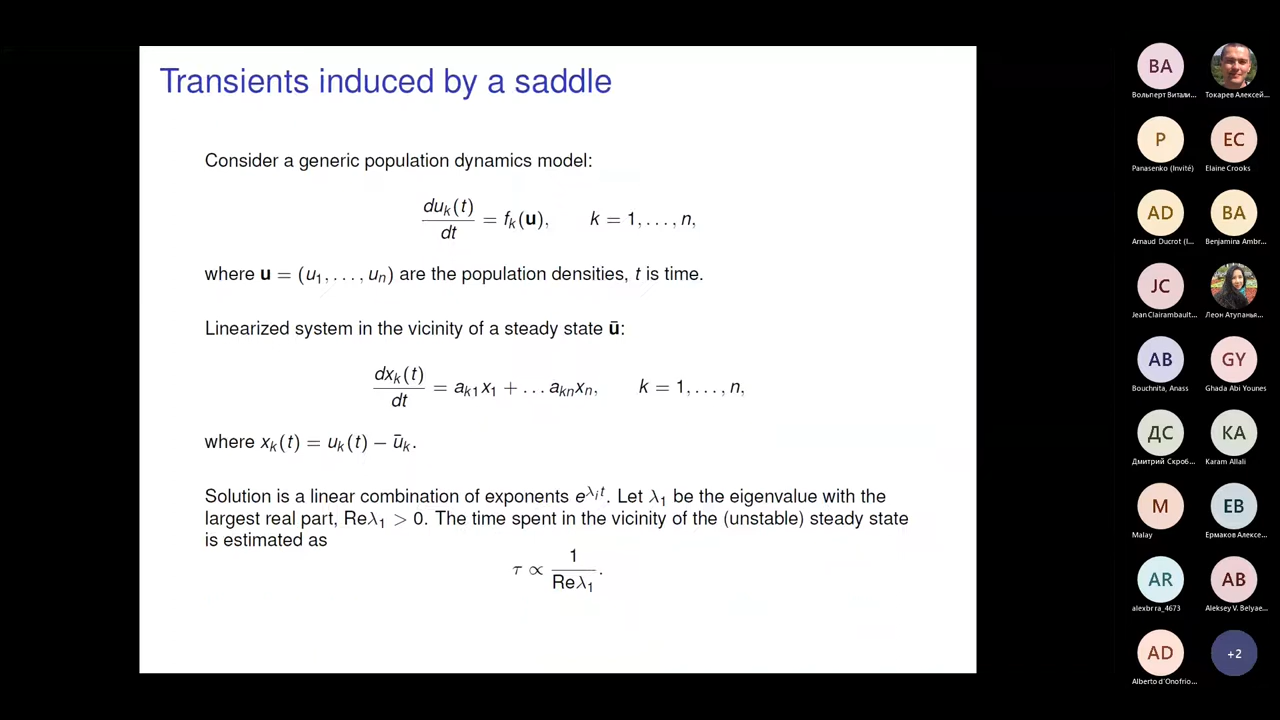 Transients induced by a saddle
Consider a generic population dynamics model:
du_k(t)/dt = f_k(**u**), k = 1, . . . , n,
where **u** = (u_1, . . . , u_n) are the population densities, t is time.
Linearized system in the vicinity of a steady state **ū**:
dx_k(t)/dt = a_{k1}x_1 + . . . a_{kn}x_n, k = 1, . . . , n,
where x_k(t) = u_k(t) − ū_k.
Solution is a linear combination of exponents e^{λ_i t}. Let λ_1 be the eigenvalue with the
largest real part, Reλ_1 > 0. The time spent in the vicinity of the (unstable) steady state
is estimated as
τ ∝ 1/Reλ_1.
BA
Вольперт Витали...
Токарев Алексей...
P
Panasenko (Invité)
EC
Elaine Crooks
AD
Arnaud Ducrot (I...
BA
Benjamina Ambr...
JC
Jean Clairambault...
Леон Атупанья...
AB
Bouchnita, Anass
GY
Ghada Abi Younes
ДС
Дмитрий Скроб...
KA
Karam Allali
M
Malay
EB
Ермаков Алексе...
AR
alexbr ra_4673
AB
Aleksey V. Belyae...
AD
Alberto d'Onofrio...
+2